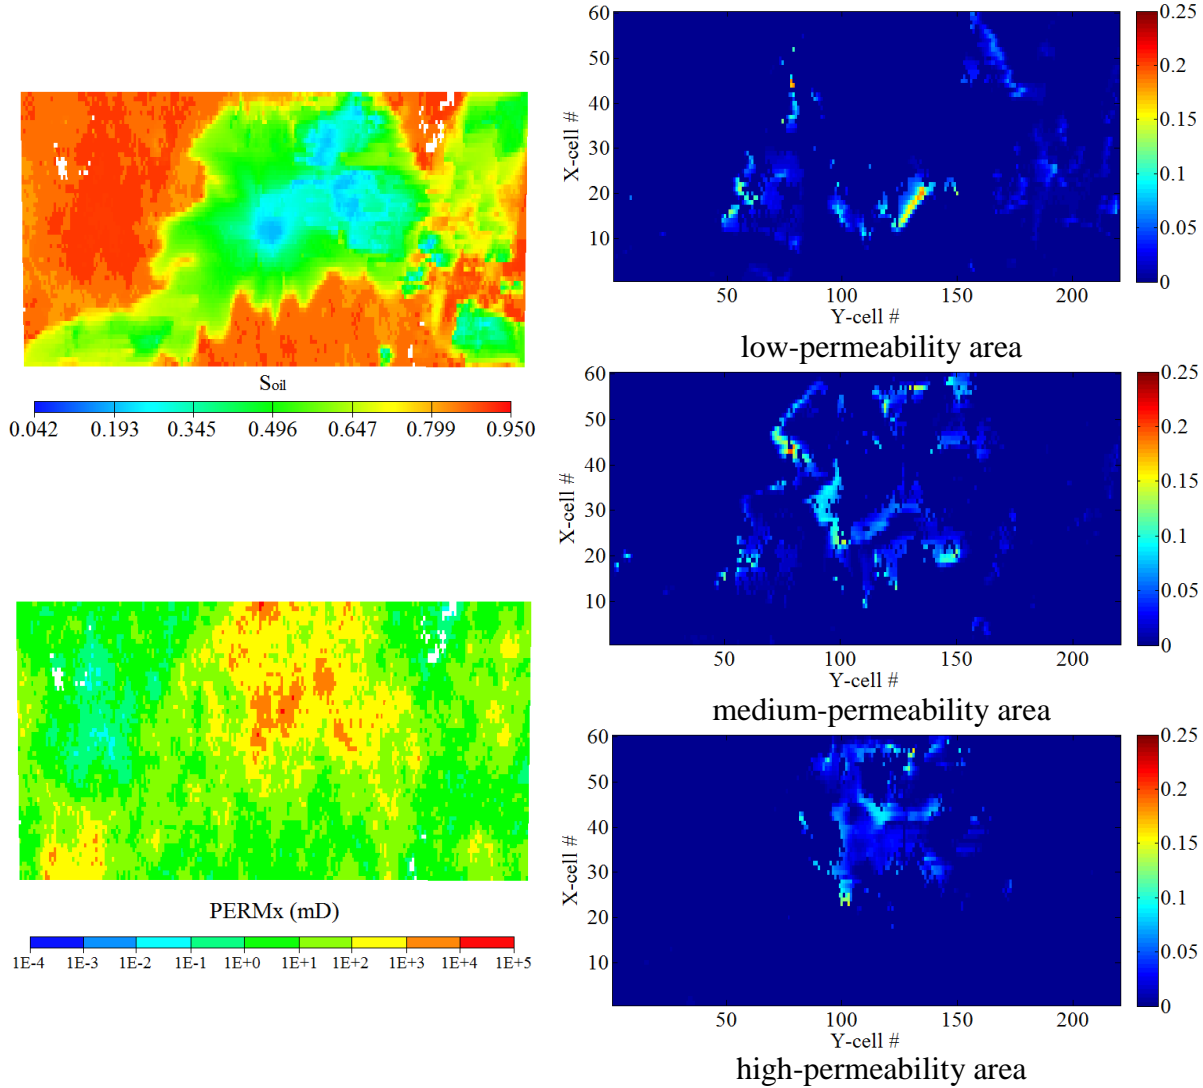 Soil
0.042 0.193 0.345 0.496 0.647 0.799 0.950
PERMx (mD)
1E-4 1E-3 1E-2 1E-1 1E+0 1E+1 1E+2 1E+3 1E+4 1E+5
60
50
40
30
20
10
X-cell #
50 100 150 200
Y-cell #
0.25
0.2
0.15
0.1
0.05
0
low-permeability area
60
50
40
30
20
10
X-cell #
50 100 150 200
Y-cell #
0.25
0.2
0.15
0.1
0.05
0
medium-permeability area
60
50
40
30
20
10
X-cell #
50 100 150 200
Y-cell #
0.25
0.2
0.15
0.1
0.05
0
high-permeability area